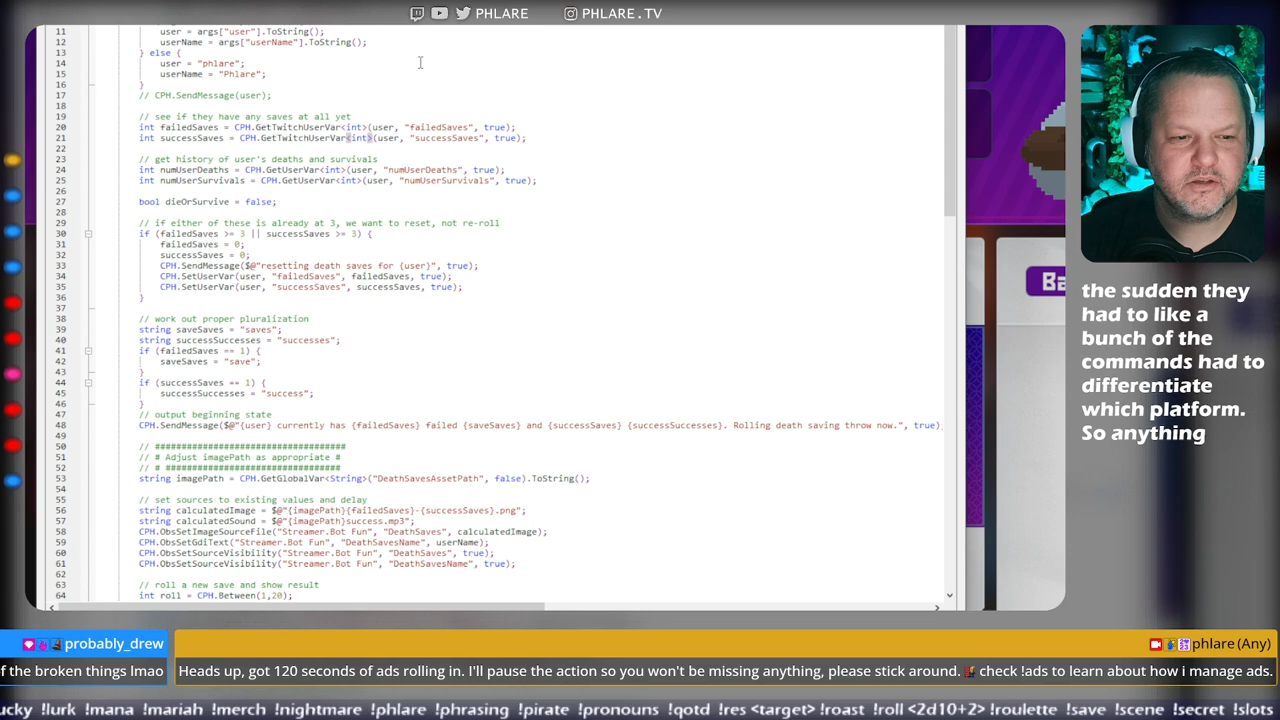 PHLARE PHLARE.TV
11 user = args["user"].ToString();
12 userName = args["userName"].ToString();
13 } else {
14 user = "phlare";
15 userName = "Phlare";
16 }
17 // CPH.SendMessage(user);
18
19 // see if they have any saves at all yet
20 int failedSaves = CPH.GetTwitchUserVar<int>(user, "failedSaves", true);
21 int successSaves = CPH.GetTwitchUserVar<int>(user, "successSaves", true);
22
23 // get history of user's deaths and survivals
24 int numUserDeaths = CPH.GetUserVar<int>(user, "numUserDeaths", true);
25 int numUserSurvivals = CPH.GetUserVar<int>(user, "numUserSurvivals", true);
26
27 bool dieOrSurvive = false;
28
29 // if either of these is already at 3, we want to reset, not re-roll
30 if (failedSaves >= 3 || successSaves >= 3) {
31 failedSaves = 0;
32 successSaves = 0;
33 CPH.SendMessage($@"resetting death saves for {user}", true);
34 CPH.SetUserVar(user, "failedSaves", failedSaves, true);
35 CPH.SetUserVar(user, "successSaves", successSaves, true);
36 }
37
38 // work out proper pluralization
39 string saveSaves = "saves";
40 string successSuccesses = "successes";
41 if (failedSaves == 1) {
42 saveSaves = "save";
43 }
44 if (successSaves == 1) {
45 successSuccesses = "success";
46 }
47 // output beginning state
48 CPH.SendMessage($@"{user} currently has {failedSaves} failed {saveSaves} and {successSaves} {successSuccesses}. Rolling death saving throw now.", true)
49
50 // ##################################
51 // # Adjust imagePath as appropriate #
52 // # #################################
53 string imagePath = CPH.GetGlobalVar<String>("DeathSavesAssetPath", false).ToString();
54
55 // set sources to existing values and delay
56 string calculatedImage = $@"{imagePath}{failedSaves}-{successSaves}.png";
57 string calculatedSound = $@"{imagePath}success.mp3";
58 CPH.ObsSetImageSourceFile("Streamer.Bot Fun", "DeathSaves", calculatedImage);
59 CPH.ObsSetGdiText("Streamer.Bot Fun", "DeathSavesName", userName);
60 CPH.ObsSetSourceVisibility("Streamer.Bot Fun", "DeathSaves", true);
61 CPH.ObsSetSourceVisibility("Streamer.Bot Fun", "DeathSavesName", true);
62
63 // roll a new save and show result
64 int roll = CPH.Between(1,20);
Ba
the sudden they
had to like a
bunch of the
commands had to
differentiate
which platform.
So anything
probably_drew
phlare (Any)
f the broken things lmao
Heads up, got 120 seconds of ads rolling in. I'll pause the action so you won't be missing anything, please stick around. check !ads to learn about how i manage ads.
ucky !lurk !mana !mariah !merch !nightmare !phlare !phrasing !pirate !pronouns !qotd !res <target> !roast !roll <2d10+2> !roulette !save !scene !secret !slots